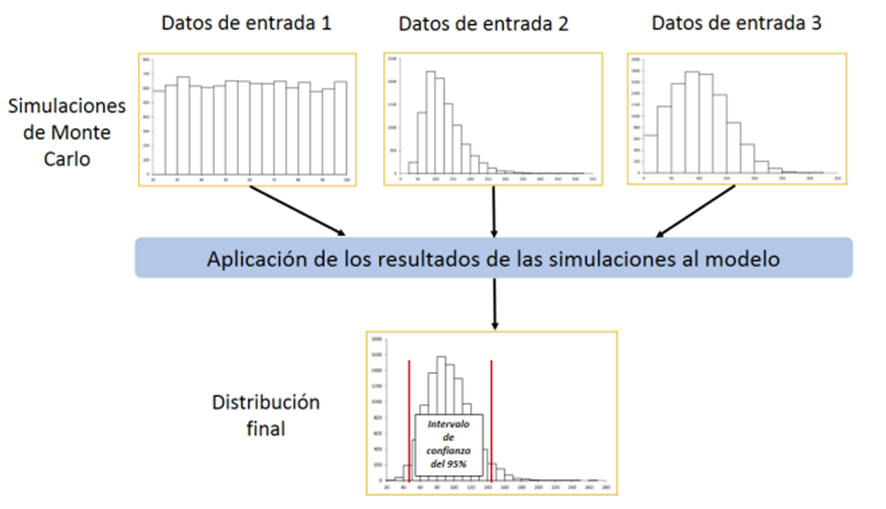 Datos de entrada 1
Datos de entrada 2
Datos de entrada 3
Simulaciones
de Monte
Carlo
Aplicación de los resultados de las simulaciones al modelo
Distribución
final
Intervalo
de
confianza
del 95%